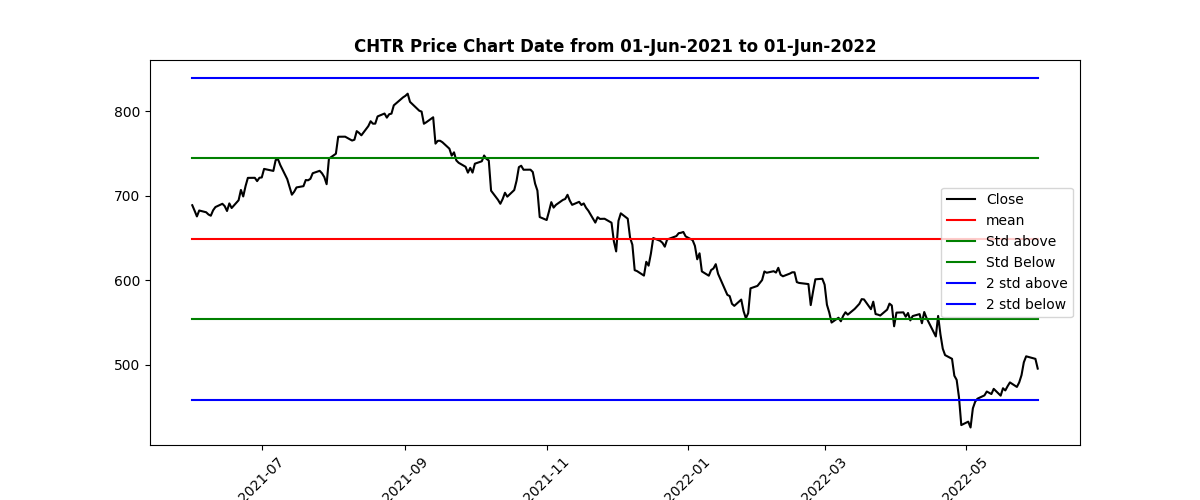 CHTR Price Chart Date from 01-Jun-2021 to 01-Jun-2022
800
700
600
500
Close
mean
Std above
Std Below
2 std above
2 std below
2021-07
2021-09
2021-11
2022-01
2022-03
2022-05